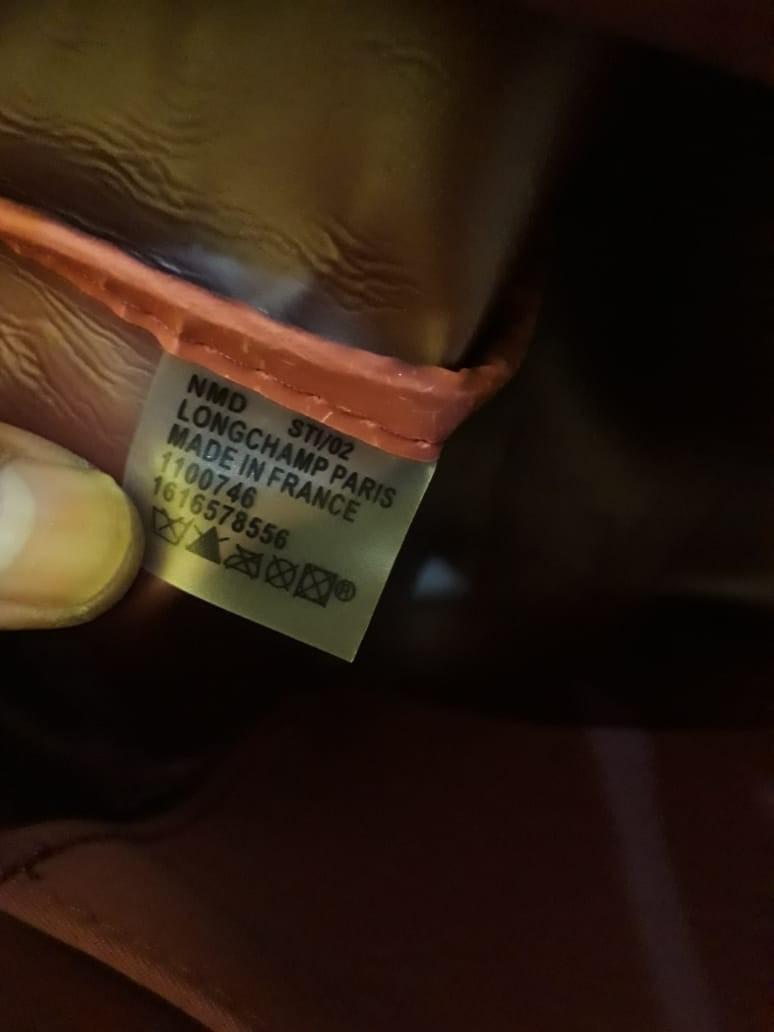 NMD STI/02
LONGCHAMP PARIS
MADE IN FRANCE
1100746
1616578556
®